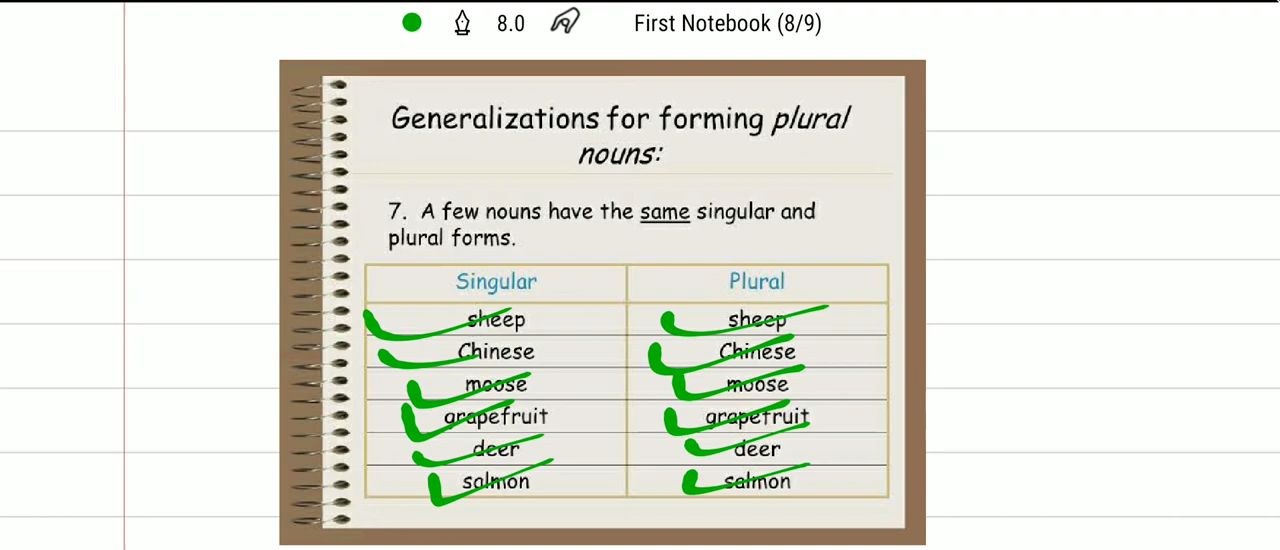 8.0 First Notebook (8/9)
Generalizations for forming plural
nouns:
7. A few nouns have the same singular and
plural forms.
Singular Plural
sheep sheep
Chinese Chinese
moose moose
grapefruit grapefruit
deer deer
salmon salmon